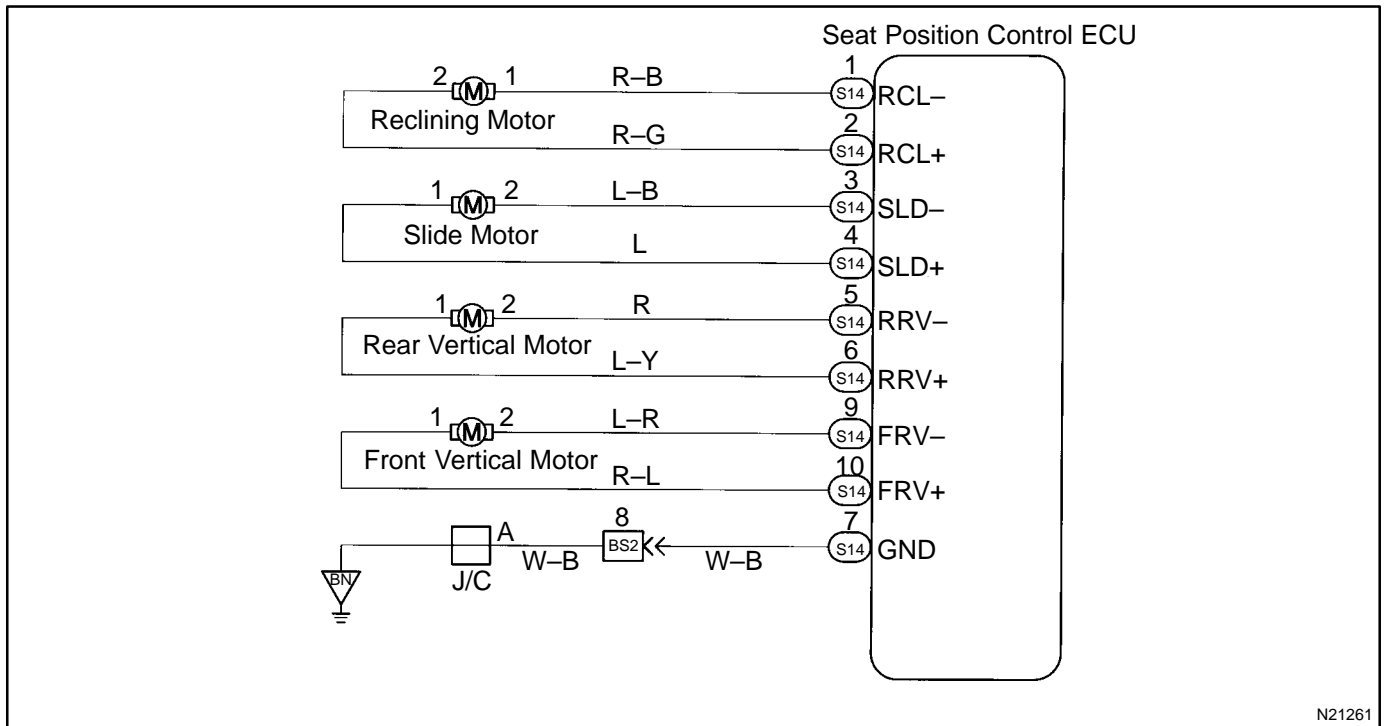 Seat Position Control ECU
2 M 1 R–B 1 S14 RCL–
Reclining Motor
R–G 2 S14 RCL+
1 M 2 L–B 3 S14 SLD–
Slide Motor
L 4 S14 SLD+
1 M 2 R 5 S14 RRV–
Rear Vertical Motor
L–Y 6 S14 RRV+
1 M 2 L–R 9 S14 FRV–
Front Vertical Motor
R–L 10 S14 FRV+
BN J/C A W–B 8 BS2 W–B 7 S14 GND
N21261